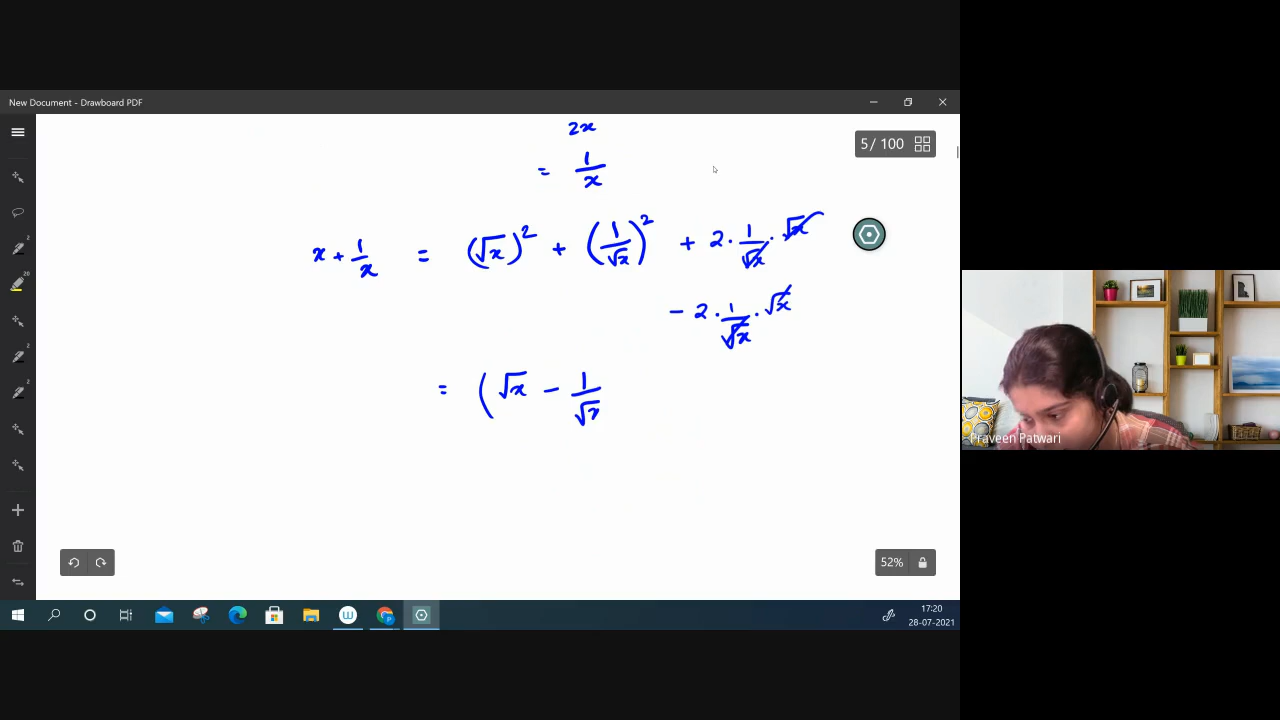 New Document - Drawboard PDF
2x
5 / 100
= 1/x
x + 1/x = (√x)² + (1/√x)² + 2 · 1/√x · √x
- 2 · 1/√x · √x
= (√x - 1/√x
Praveen Patwari
52%
17:20
28-07-2021